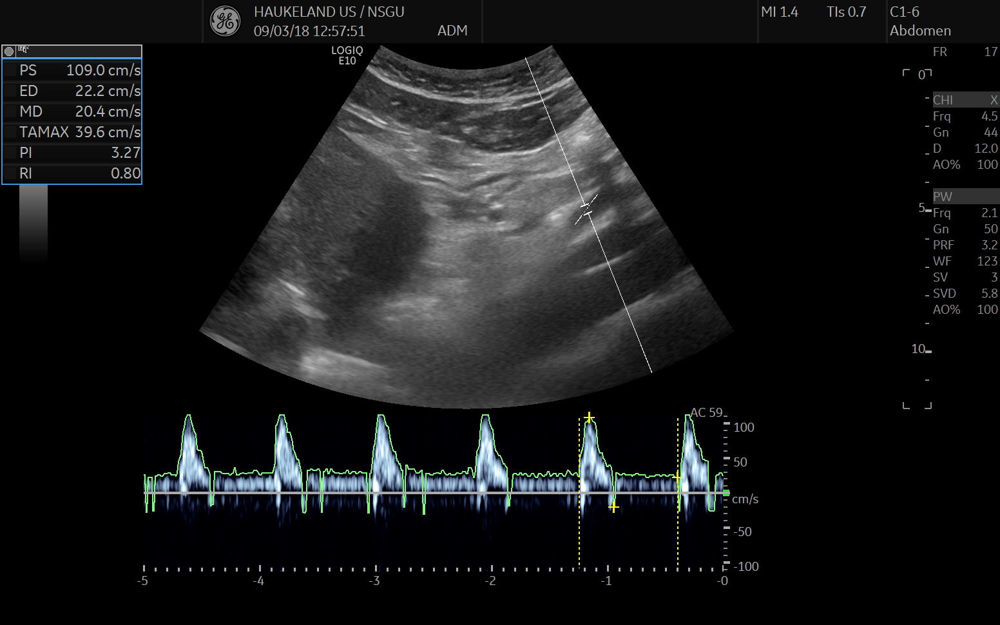 HAUKELAND US / NSGU
09/03/18 12:57:51 ADM
MI 1.4 TIs 0.7
C1-6
Abdomen
LOGIQ
E10
PS 109.0 cm/s
ED 22.2 cm/s
MD 20.4 cm/s
TAMAX 39.6 cm/s
PI 3.27
RI 0.80
FR 17
CHI X
Frq 4.5
Gn 44
D 12.0
AO% 100
PW
Frq 2.1
Gn 50
PRF 3.2
WF 123
SV 3
SVD 5.8
AO% 100
0
5
10
AC 59
100
50
cm/s
-50
-100
-5 -4 -3 -2 -1 -0